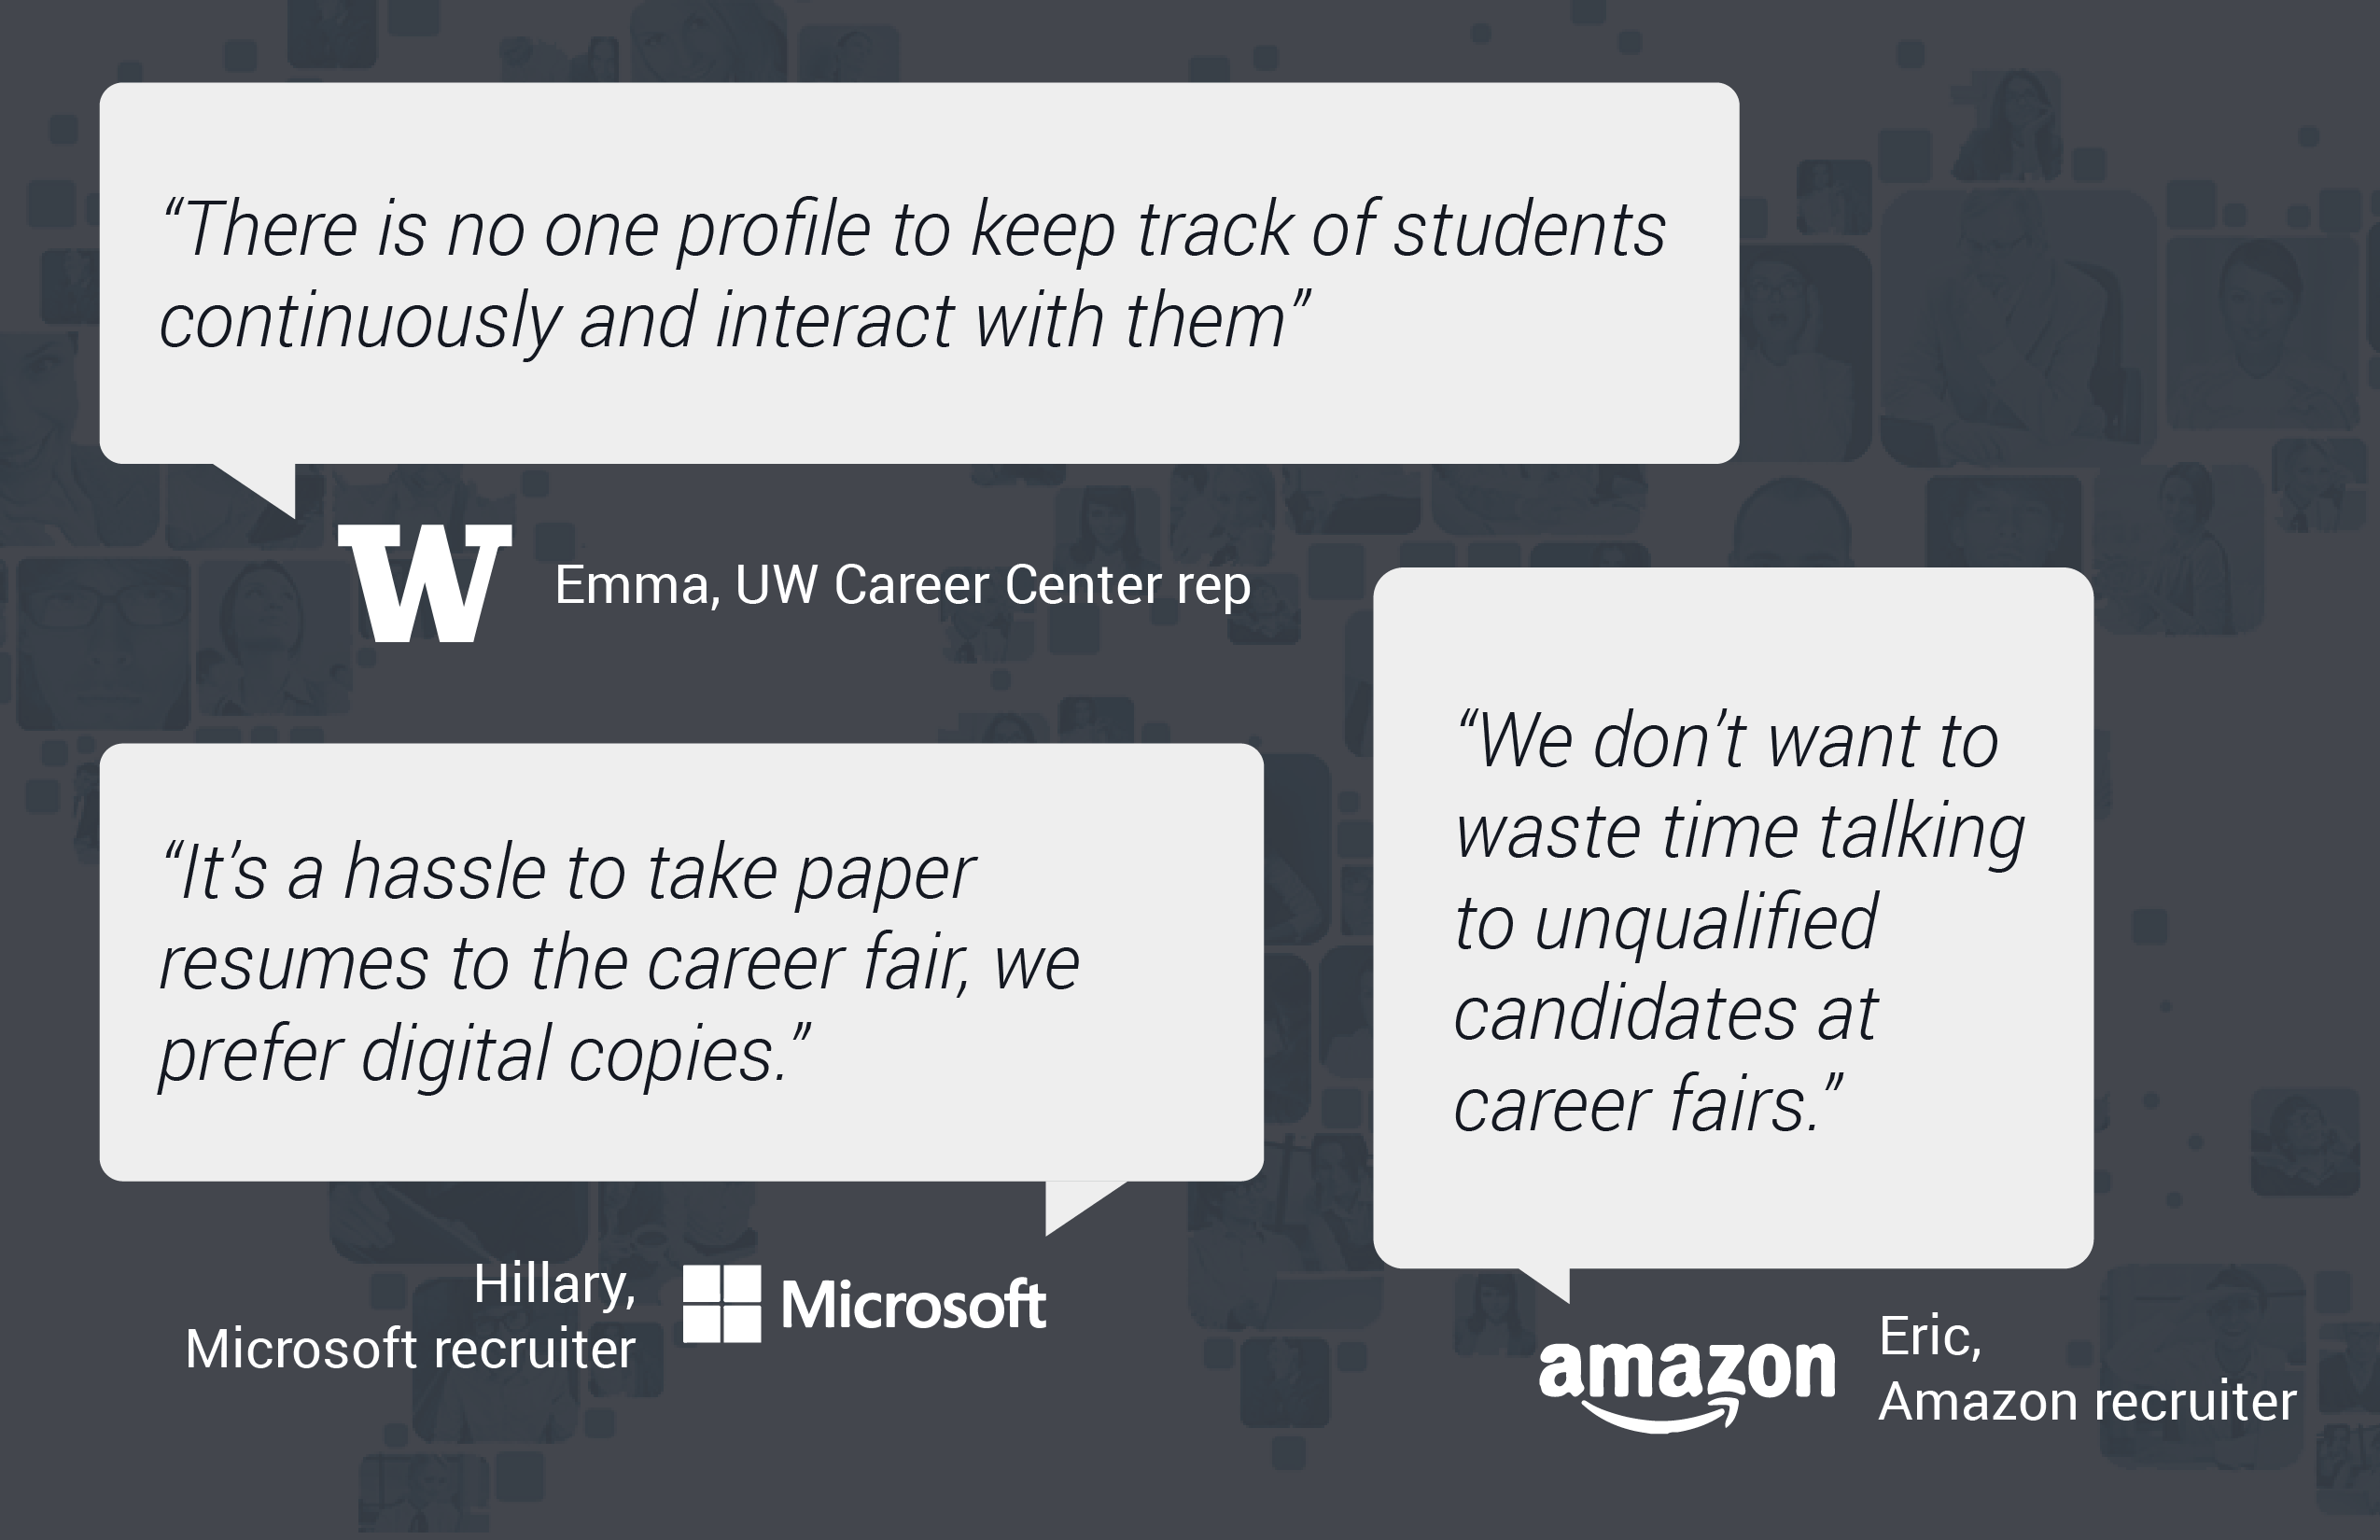 “There is no one profile to keep track of students
continuously and interact with them”
W
Emma, UW Career Center rep
“It’s a hassle to take paper
resumes to the career fair, we
prefer digital copies.”
Hillary,
Microsoft recruiter
Microsoft
“We don’t want to
waste time talking
to unqualified
candidates at
career fairs.”
amazon
Eric,
Amazon recruiter